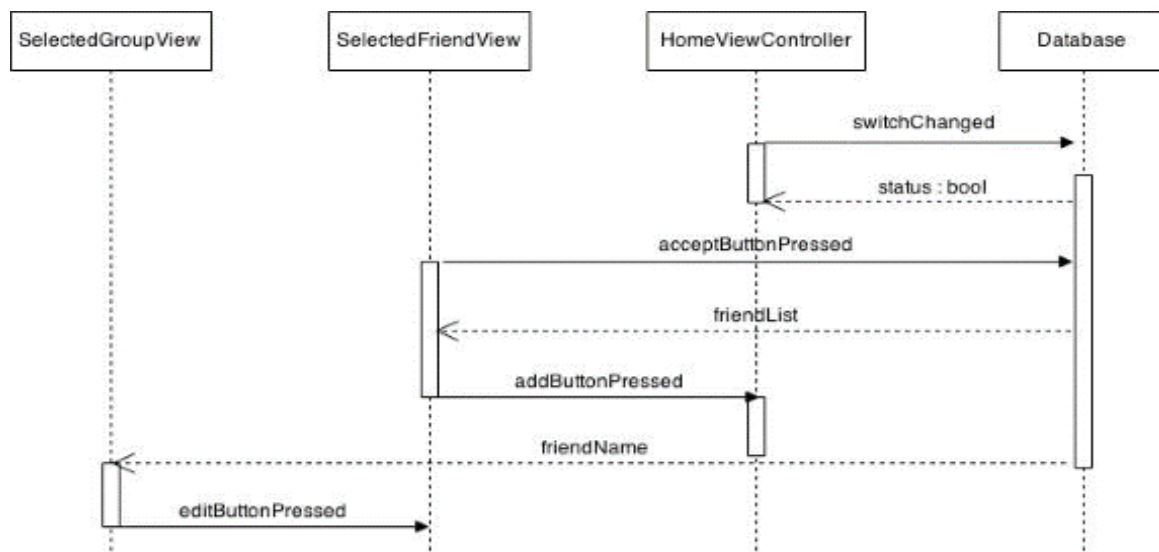 SelectedGroupView
SelectedFriendView
HomeViewController
Database
switchChanged
status : bool
acceptButtonPressed
friendList
addButtonPressed
friendName
editButtonPressed